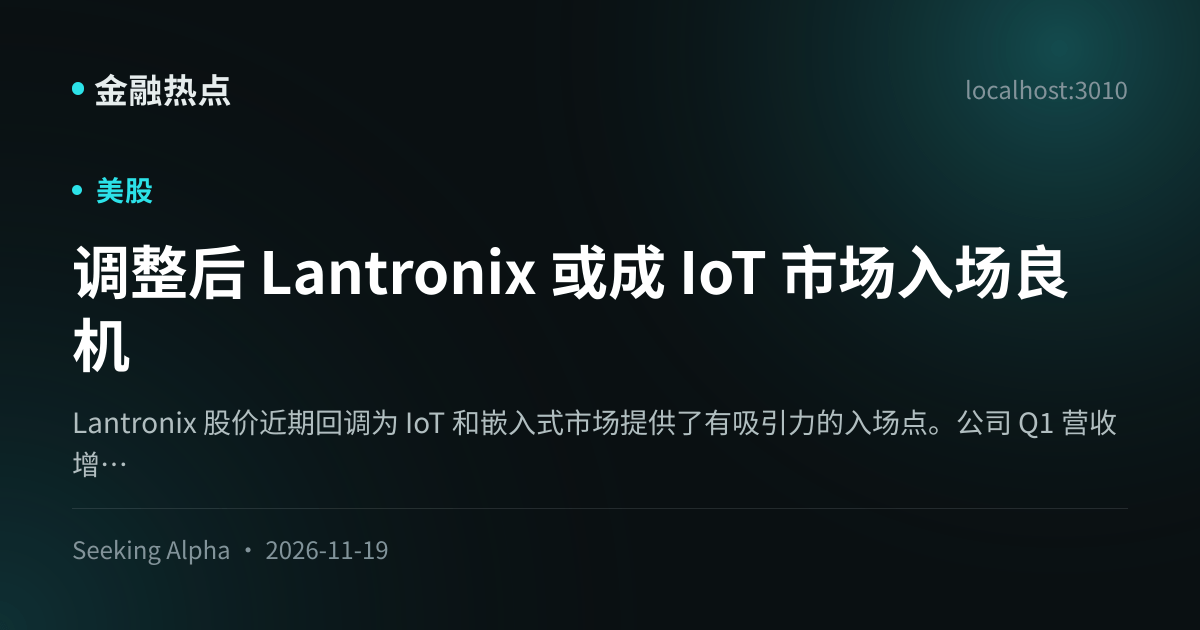 金融热点
localhost:3010
美股
调整后 Lantronix 或成 IoT 市场入场良
机
Lantronix 股价近期回调为 IoT 和嵌入式市场提供了有吸引力的入场点。公司 Q1 营收
增…
Seeking Alpha · 2026-11-19